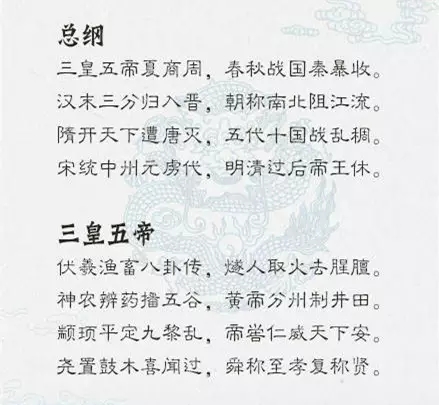 总纲
三皇五帝夏商周，春秋战国秦暴收。
汉末三分归入晋，朝称南北阻江流。
隋开天下遭唐灭，五代十国战乱稠。
宋统中州元虏代，明清过后帝王休。
三皇五帝
伏羲渔畜八卦传，燧人取火去腥膻。
神农辨药播五谷，黄帝分州制井田。
颛顼平定九黎乱，帝喾仁威天下安。
尧置鼓木喜闻过，舜称至孝复称贤。